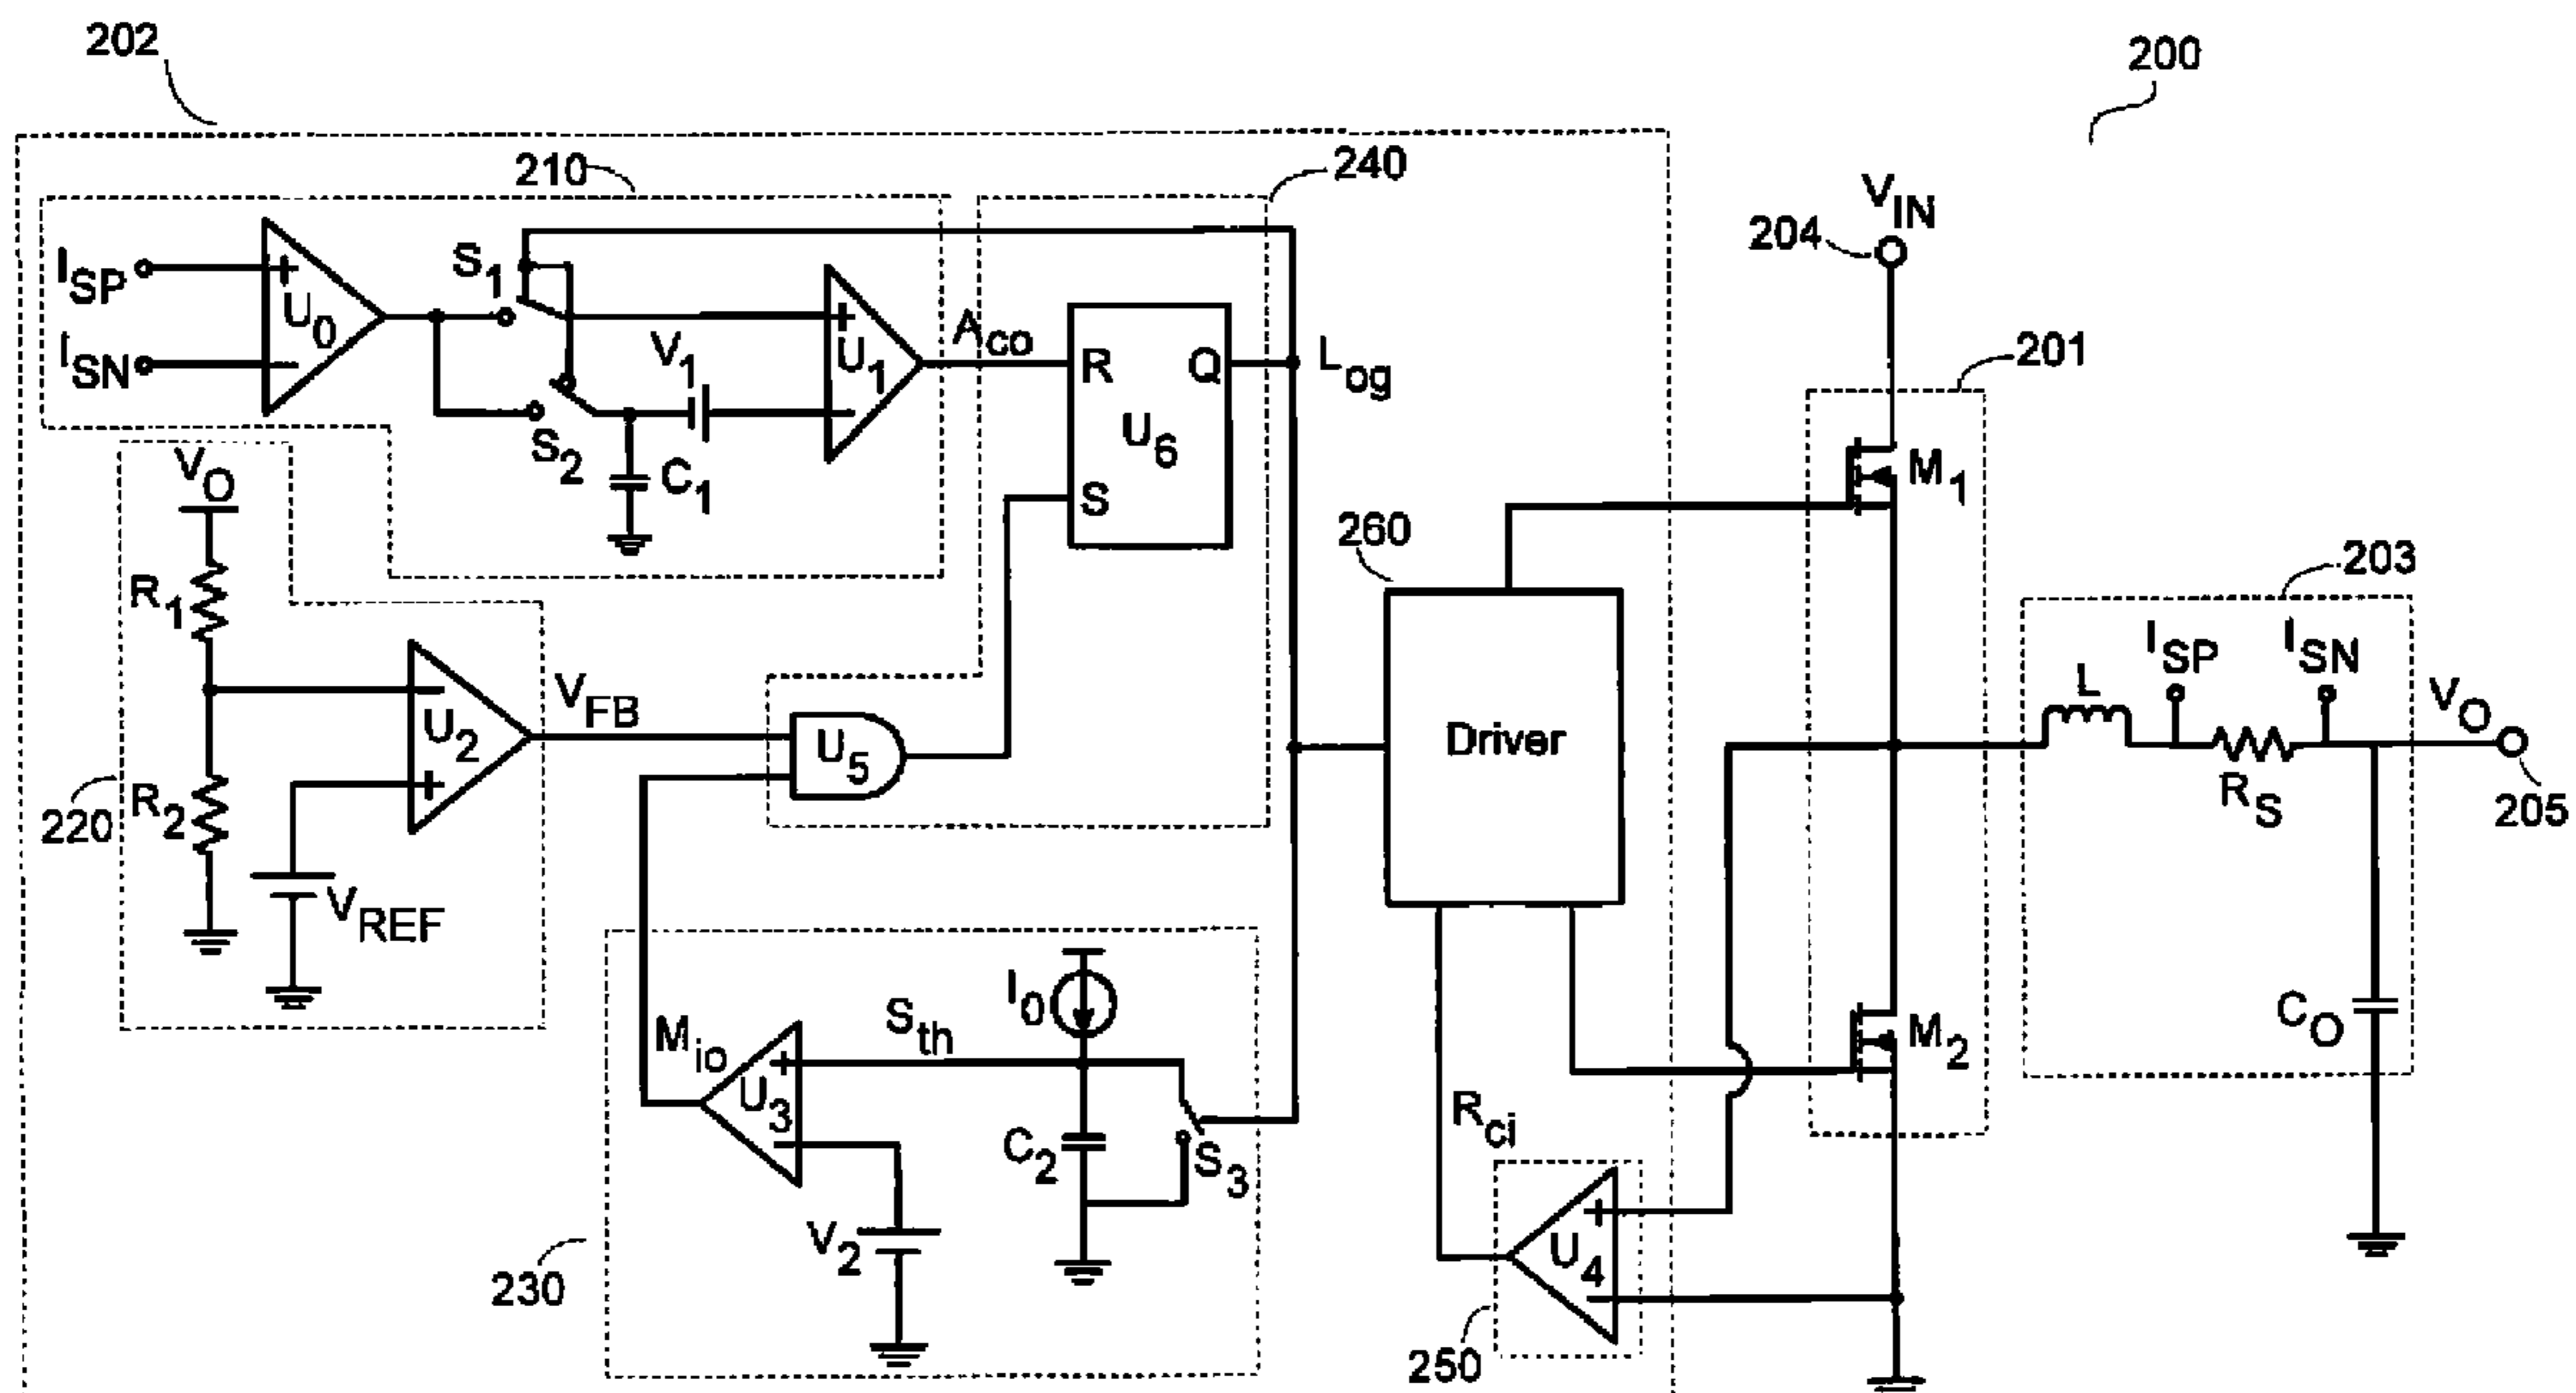 202
200
210
240
V_IN
204
I_SP
I_SN
+
−
U_0
S_1
S_2
V_1
C_1
+
−
U_1
A_co
R
S
Q
U_6
L_og
201
M_1
V_O
R_1
R_2
220
V_REF
−
+
U_2
V_FB
U_5
260
Driver
203
L
I_SP
I_SN
R_S
V_O
205
C_O
M_2
M_io
S_th
I_0
+
−
U_3
C_2
S_3
V_2
230
R_ci
+
−
U_4
250